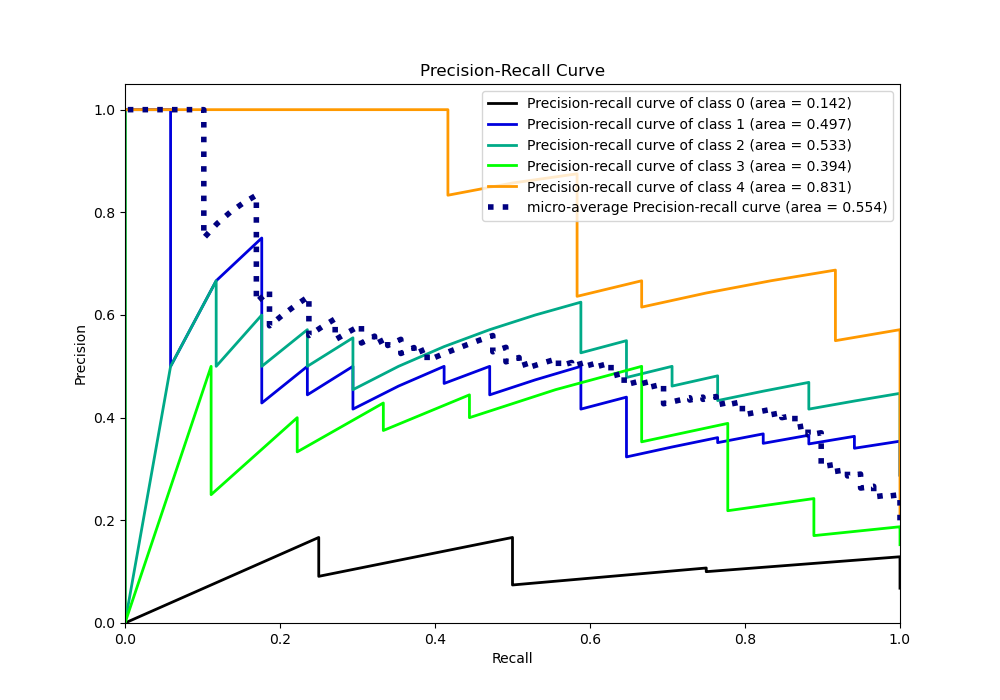 Precision-Recall Curve
Precision-recall curve of class 0 (area = 0.142)
Precision-recall curve of class 1 (area = 0.497)
Precision-recall curve of class 2 (area = 0.533)
Precision-recall curve of class 3 (area = 0.394)
Precision-recall curve of class 4 (area = 0.831)
micro-average Precision-recall curve (area = 0.554)
Precision
1.0
0.8
0.6
0.4
0.2
0.0
0.0 0.2 0.4 0.6 0.8 1.0
Recall